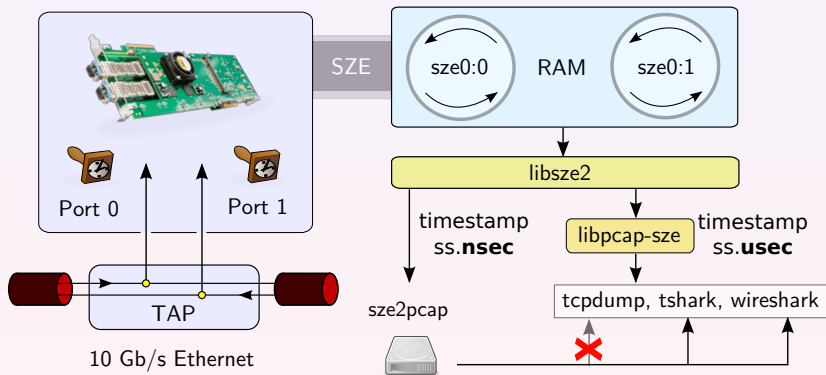 SZE
sze0:0
RAM
sze0:1
Port 0
Port 1
libsze2
timestamp
ss.nsec
libpcap-sze
timestamp
ss.usec
TAP
sze2pcap
tcpdump, tshark, wireshark
10 Gb/s Ethernet